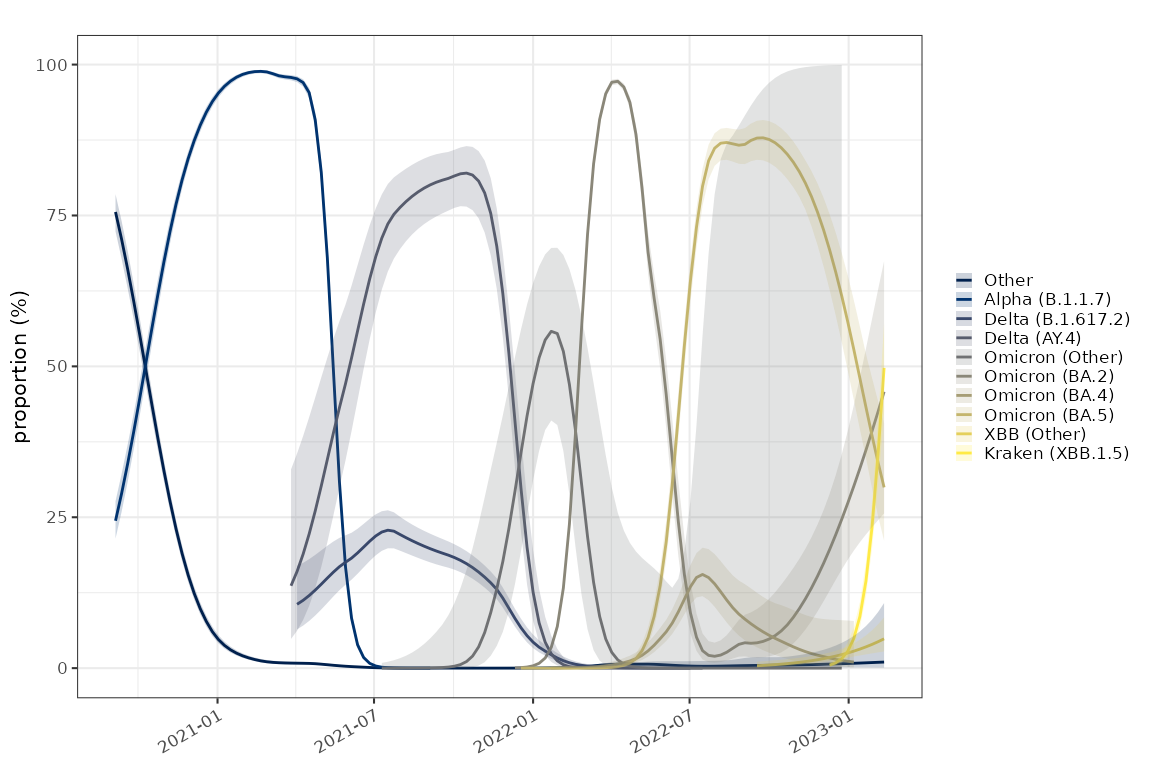 proportion (%)
100
75
50
25
0
2021-01
2021-07
2022-01
2022-07
2023-01
Other
Alpha (B.1.1.7)
Delta (B.1.617.2)
Delta (AY.4)
Omicron (Other)
Omicron (BA.2)
Omicron (BA.4)
Omicron (BA.5)
XBB (Other)
Kraken (XBB.1.5)